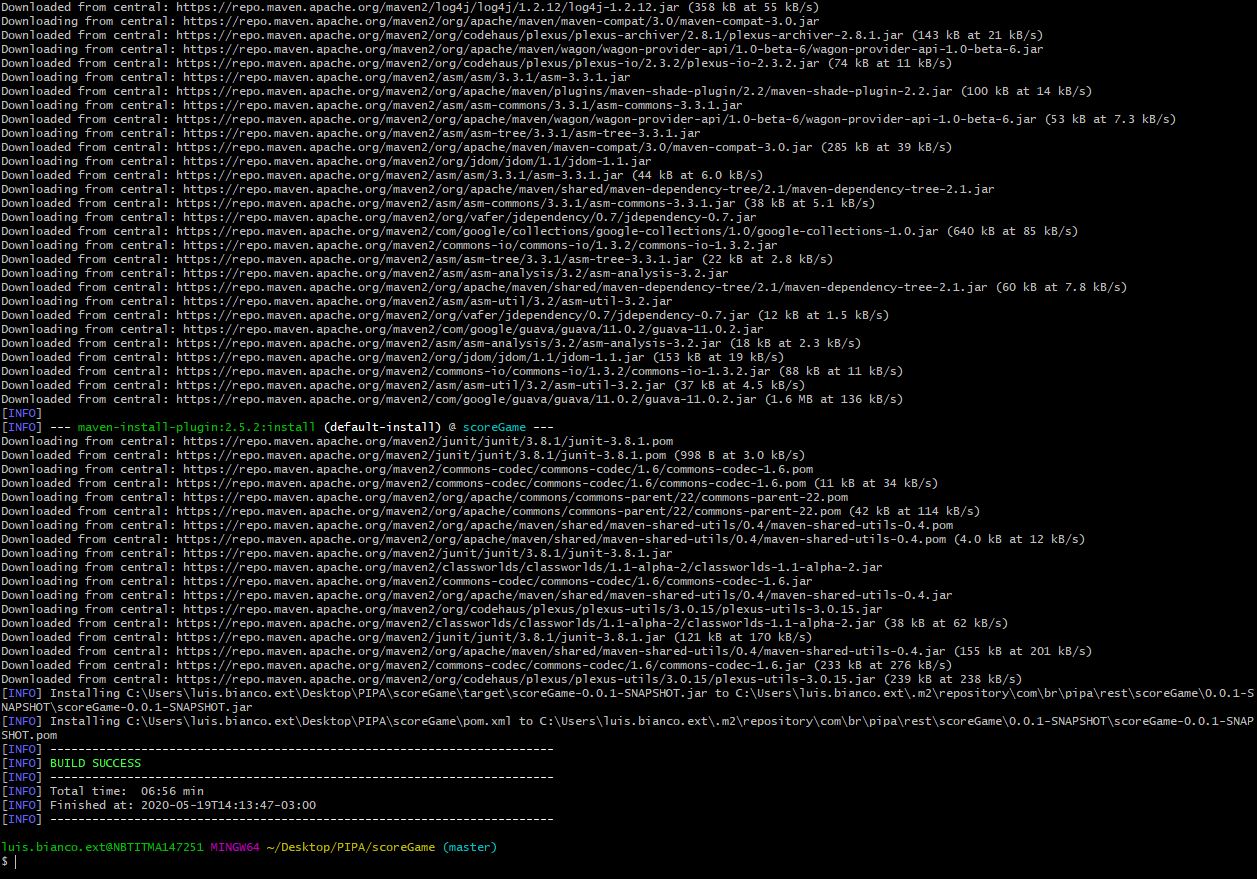 Downloaded from central: https://repo.maven.apache.org/maven2/log4j/log4j/1.2.12/log4j-1.2.12.jar (358 kB at 55 kB/s)
Downloading from central: https://repo.maven.apache.org/maven2/org/apache/maven/maven-compat/3.0/maven-compat-3.0.jar
Downloaded from central: https://repo.maven.apache.org/maven2/org/codehaus/plexus/plexus-archiver/2.8.1/plexus-archiver-2.8.1.jar (143 kB at 21 kB/s)
Downloading from central: https://repo.maven.apache.org/maven2/org/apache/maven/wagon/wagon-provider-api/1.0-beta-6/wagon-provider-api-1.0-beta-6.jar
Downloaded from central: https://repo.maven.apache.org/maven2/org/codehaus/plexus/plexus-io/2.3.2/plexus-io-2.3.2.jar (74 kB at 11 kB/s)
Downloading from central: https://repo.maven.apache.org/maven2/asm/asm/3.3.1/asm-3.3.1.jar
Downloaded from central: https://repo.maven.apache.org/maven2/org/apache/maven/plugins/maven-shade-plugin/2.2/maven-shade-plugin-2.2.jar (100 kB at 14 kB/s)
Downloading from central: https://repo.maven.apache.org/maven2/asm/asm-commons/3.3.1/asm-commons-3.3.1.jar
Downloaded from central: https://repo.maven.apache.org/maven2/org/apache/maven/wagon/wagon-provider-api/1.0-beta-6/wagon-provider-api-1.0-beta-6.jar (53 kB at 7.3 kB/s)
Downloading from central: https://repo.maven.apache.org/maven2/asm/asm-tree/3.3.1/asm-tree-3.3.1.jar
Downloaded from central: https://repo.maven.apache.org/maven2/org/apache/maven/maven-compat/3.0/maven-compat-3.0.jar (285 kB at 39 kB/s)
Downloading from central: https://repo.maven.apache.org/maven2/org/jdom/jdom/1.1/jdom-1.1.jar
Downloaded from central: https://repo.maven.apache.org/maven2/asm/asm/3.3.1/asm-3.3.1.jar (44 kB at 6.0 kB/s)
Downloading from central: https://repo.maven.apache.org/maven2/org/apache/maven/shared/maven-dependency-tree/2.1/maven-dependency-tree-2.1.jar
Downloaded from central: https://repo.maven.apache.org/maven2/asm/asm-commons/3.3.1/asm-commons-3.3.1.jar (38 kB at 5.1 kB/s)
Downloading from central: https://repo.maven.apache.org/maven2/org/vafer/jdependency/0.7/jdependency-0.7.jar
Downloaded from central: https://repo.maven.apache.org/maven2/com/google/collections/google-collections/1.0/google-collections-1.0.jar (640 kB at 85 kB/s)
Downloading from central: https://repo.maven.apache.org/maven2/commons-io/commons-io/1.3.2/commons-io-1.3.2.jar
Downloaded from central: https://repo.maven.apache.org/maven2/asm/asm-tree/3.3.1/asm-tree-3.3.1.jar (22 kB at 2.8 kB/s)
Downloading from central: https://repo.maven.apache.org/maven2/asm/asm-analysis/3.2/asm-analysis-3.2.jar
Downloaded from central: https://repo.maven.apache.org/maven2/org/apache/maven/shared/maven-dependency-tree/2.1/maven-dependency-tree-2.1.jar (60 kB at 7.8 kB/s)
Downloading from central: https://repo.maven.apache.org/maven2/asm/asm-util/3.2/asm-util-3.2.jar
Downloaded from central: https://repo.maven.apache.org/maven2/org/vafer/jdependency/0.7/jdependency-0.7.jar (12 kB at 1.5 kB/s)
Downloading from central: https://repo.maven.apache.org/maven2/com/google/guava/guava/11.0.2/guava-11.0.2.jar
Downloaded from central: https://repo.maven.apache.org/maven2/asm/asm-analysis/3.2/asm-analysis-3.2.jar (18 kB at 2.3 kB/s)
Downloaded from central: https://repo.maven.apache.org/maven2/org/jdom/jdom/1.1/jdom-1.1.jar (153 kB at 19 kB/s)
Downloaded from central: https://repo.maven.apache.org/maven2/commons-io/commons-io/1.3.2/commons-io-1.3.2.jar (88 kB at 11 kB/s)
Downloaded from central: https://repo.maven.apache.org/maven2/asm/asm-util/3.2/asm-util-3.2.jar (37 kB at 4.5 kB/s)
Downloaded from central: https://repo.maven.apache.org/maven2/com/google/guava/guava/11.0.2/guava-11.0.2.jar (1.6 MB at 136 kB/s)
[INFO]
[INFO] --- maven-install-plugin:2.5.2:install (default-install) @ scoreGame ---
Downloading from central: https://repo.maven.apache.org/maven2/junit/junit/3.8.1/junit-3.8.1.pom
Downloaded from central: https://repo.maven.apache.org/maven2/junit/junit/3.8.1/junit-3.8.1.pom (998 B at 3.0 kB/s)
Downloading from central: https://repo.maven.apache.org/maven2/commons-codec/commons-codec/1.6/commons-codec-1.6.pom
Downloaded from central: https://repo.maven.apache.org/maven2/commons-codec/commons-codec/1.6/commons-codec-1.6.pom (11 kB at 34 kB/s)
Downloading from central: https://repo.maven.apache.org/maven2/org/apache/commons/commons-parent/22/commons-parent-22.pom
Downloaded from central: https://repo.maven.apache.org/maven2/org/apache/commons/commons-parent/22/commons-parent-22.pom (42 kB at 114 kB/s)
Downloading from central: https://repo.maven.apache.org/maven2/org/apache/maven/shared/maven-shared-utils/0.4/maven-shared-utils-0.4.pom
Downloaded from central: https://repo.maven.apache.org/maven2/org/apache/maven/shared/maven-shared-utils/0.4/maven-shared-utils-0.4.pom (4.0 kB at 12 kB/s)
Downloading from central: https://repo.maven.apache.org/maven2/junit/junit/3.8.1/junit-3.8.1.jar
Downloading from central: https://repo.maven.apache.org/maven2/classworlds/classworlds/1.1-alpha-2/classworlds-1.1-alpha-2.jar
Downloading from central: https://repo.maven.apache.org/maven2/commons-codec/commons-codec/1.6/commons-codec-1.6.jar
Downloading from central: https://repo.maven.apache.org/maven2/org/apache/maven/shared/maven-shared-utils/0.4/maven-shared-utils-0.4.jar
Downloading from central: https://repo.maven.apache.org/maven2/org/codehaus/plexus/plexus-utils/3.0.15/plexus-utils-3.0.15.jar
Downloaded from central: https://repo.maven.apache.org/maven2/classworlds/classworlds/1.1-alpha-2/classworlds-1.1-alpha-2.jar (38 kB at 62 kB/s)
Downloaded from central: https://repo.maven.apache.org/maven2/junit/junit/3.8.1/junit-3.8.1.jar (121 kB at 170 kB/s)
Downloaded from central: https://repo.maven.apache.org/maven2/org/apache/maven/shared/maven-shared-utils/0.4/maven-shared-utils-0.4.jar (155 kB at 201 kB/s)
Downloaded from central: https://repo.maven.apache.org/maven2/commons-codec/commons-codec/1.6/commons-codec-1.6.jar (233 kB at 276 kB/s)
Downloaded from central: https://repo.maven.apache.org/maven2/org/codehaus/plexus/plexus-utils/3.0.15/plexus-utils-3.0.15.jar (239 kB at 238 kB/s)
[INFO] Installing C:\Users\luis.bianco.ext\Desktop\PIPA\scoreGame\target\scoreGame-0.0.1-SNAPSHOT.jar to C:\Users\luis.bianco.ext\.m2\repository\com\br\pipa\rest\scoreGame\0.0.1-S
NAPSHOT\scoreGame-0.0.1-SNAPSHOT.jar
[INFO] Installing C:\Users\luis.bianco.ext\Desktop\PIPA\scoreGame\pom.xml to C:\Users\luis.bianco.ext\.m2\repository\com\br\pipa\rest\scoreGame\0.0.1-SNAPSHOT\scoreGame-0.0.1-SNAP
SHOT.pom
[INFO] ------------------------------------------------------------------------
[INFO] BUILD SUCCESS
[INFO] ------------------------------------------------------------------------
[INFO] Total time:  06:56 min
[INFO] Finished at: 2020-05-19T14:13:47-03:00
[INFO] ------------------------------------------------------------------------
luis.bianco.ext@NBTITMA147251 MINGW64 ~/Desktop/PIPA/scoreGame (master)
$